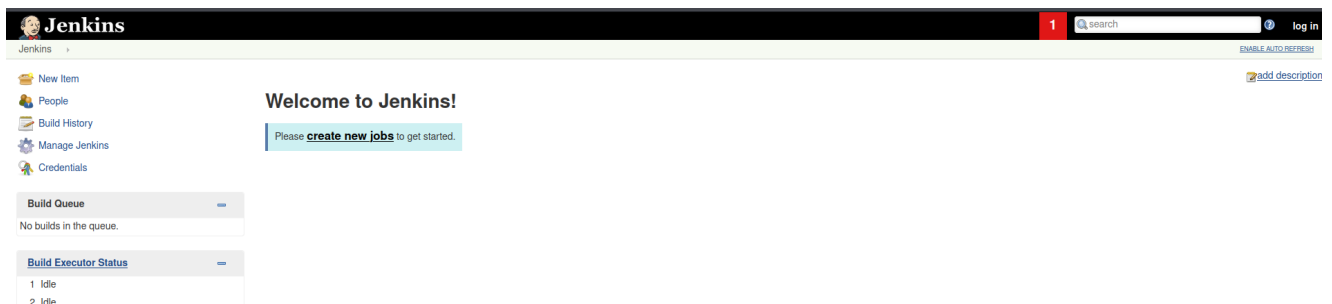 Jenkins
1
search
log in
Jenkins
ENABLE AUTO REFRESH
New Item
People
Build History
Manage Jenkins
Credentials
add description
Welcome to Jenkins!
Please create new jobs to get started.
Build Queue
No builds in the queue.
Build Executor Status
1 Idle
2 Idle